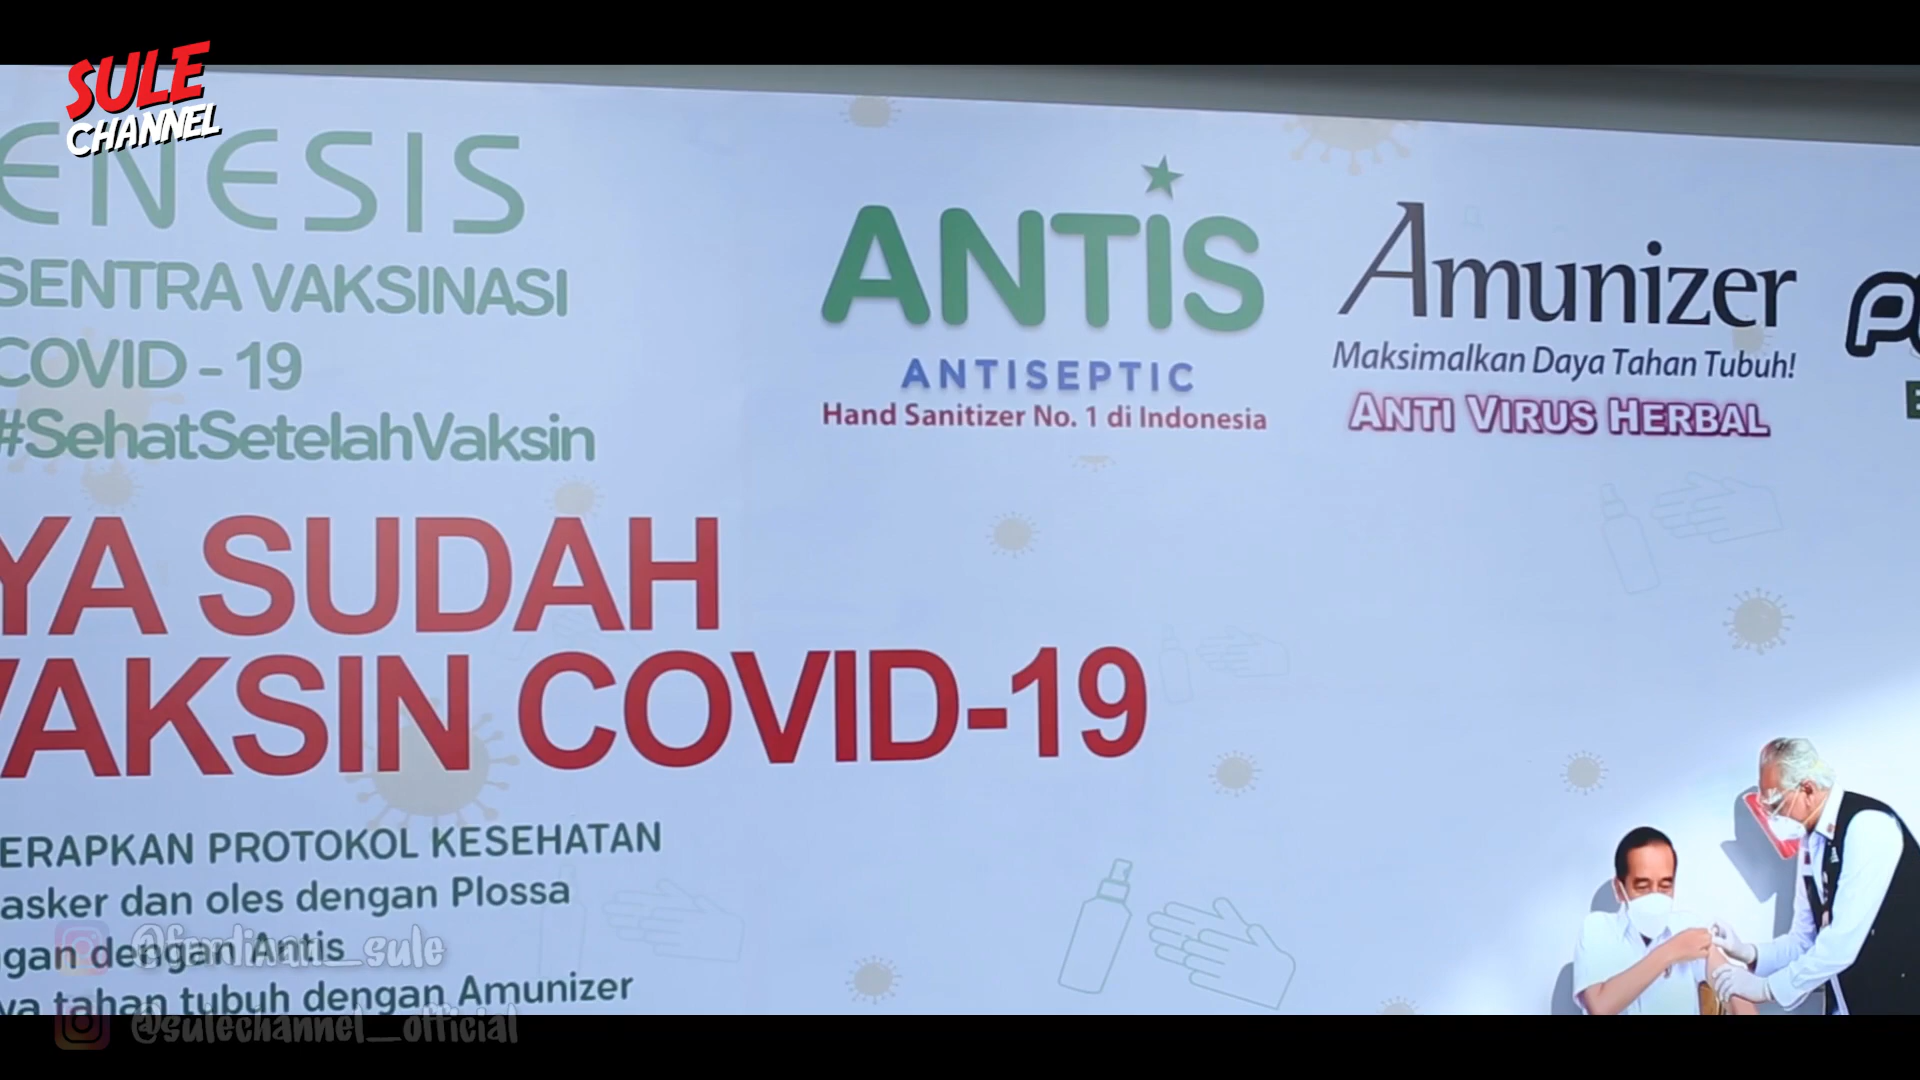 SULE
CHANNEL
ENESIS
SENTRA VAKSINASI
COVID - 19
#SehatSetelahVaksin
ANTIS
ANTISEPTIC
Hand Sanitizer No. 1 di Indonesia
Amunizer
Maksimalkan Daya Tahan Tubuh!
ANTI VIRUS HERBAL
YA SUDAH
VAKSIN COVID-19
ERAPKAN PROTOKOL KESEHATAN
asker dan oles dengan Plossa
ngan dengan Antis
ya tahan tubuh dengan Amunizer
@ferdinan_sule
@sulechannel_official